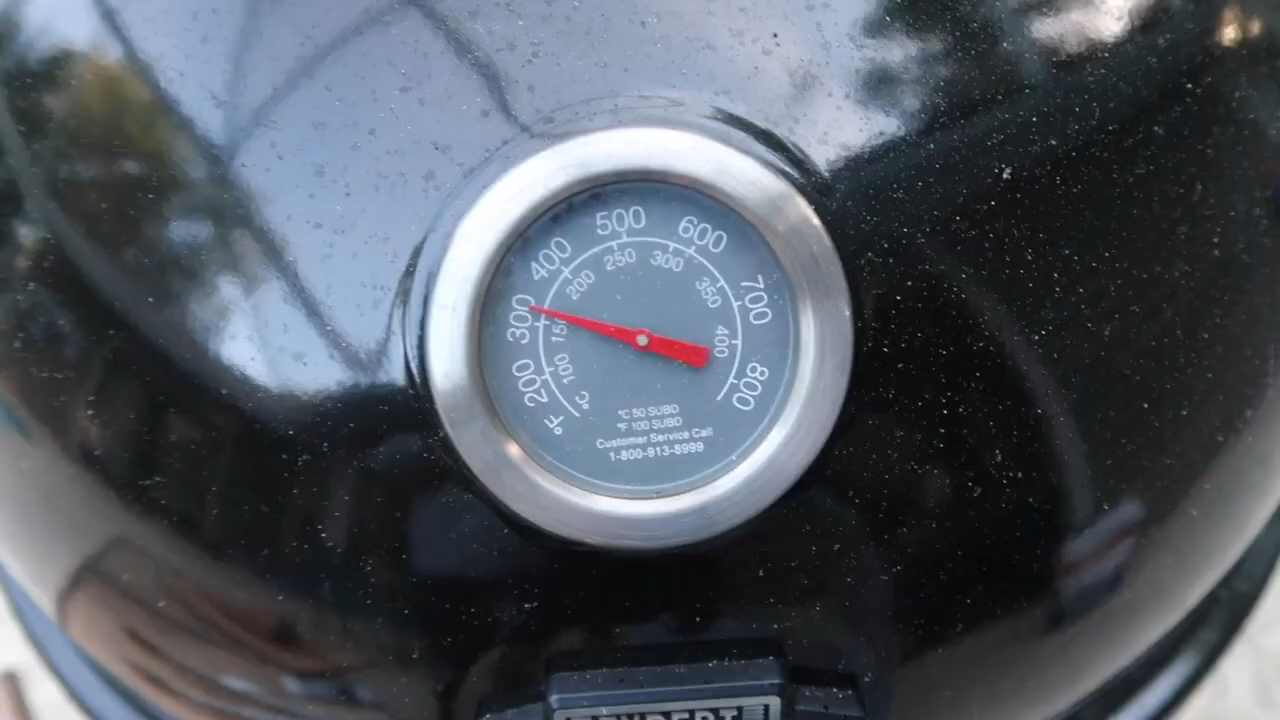 °F 200 300 400 500 600 700 800
°C 100 150 200 250 300 350 400
°C 50 SUBD
°F 100 SUBD
Customer Service Call
1-800-913-8999